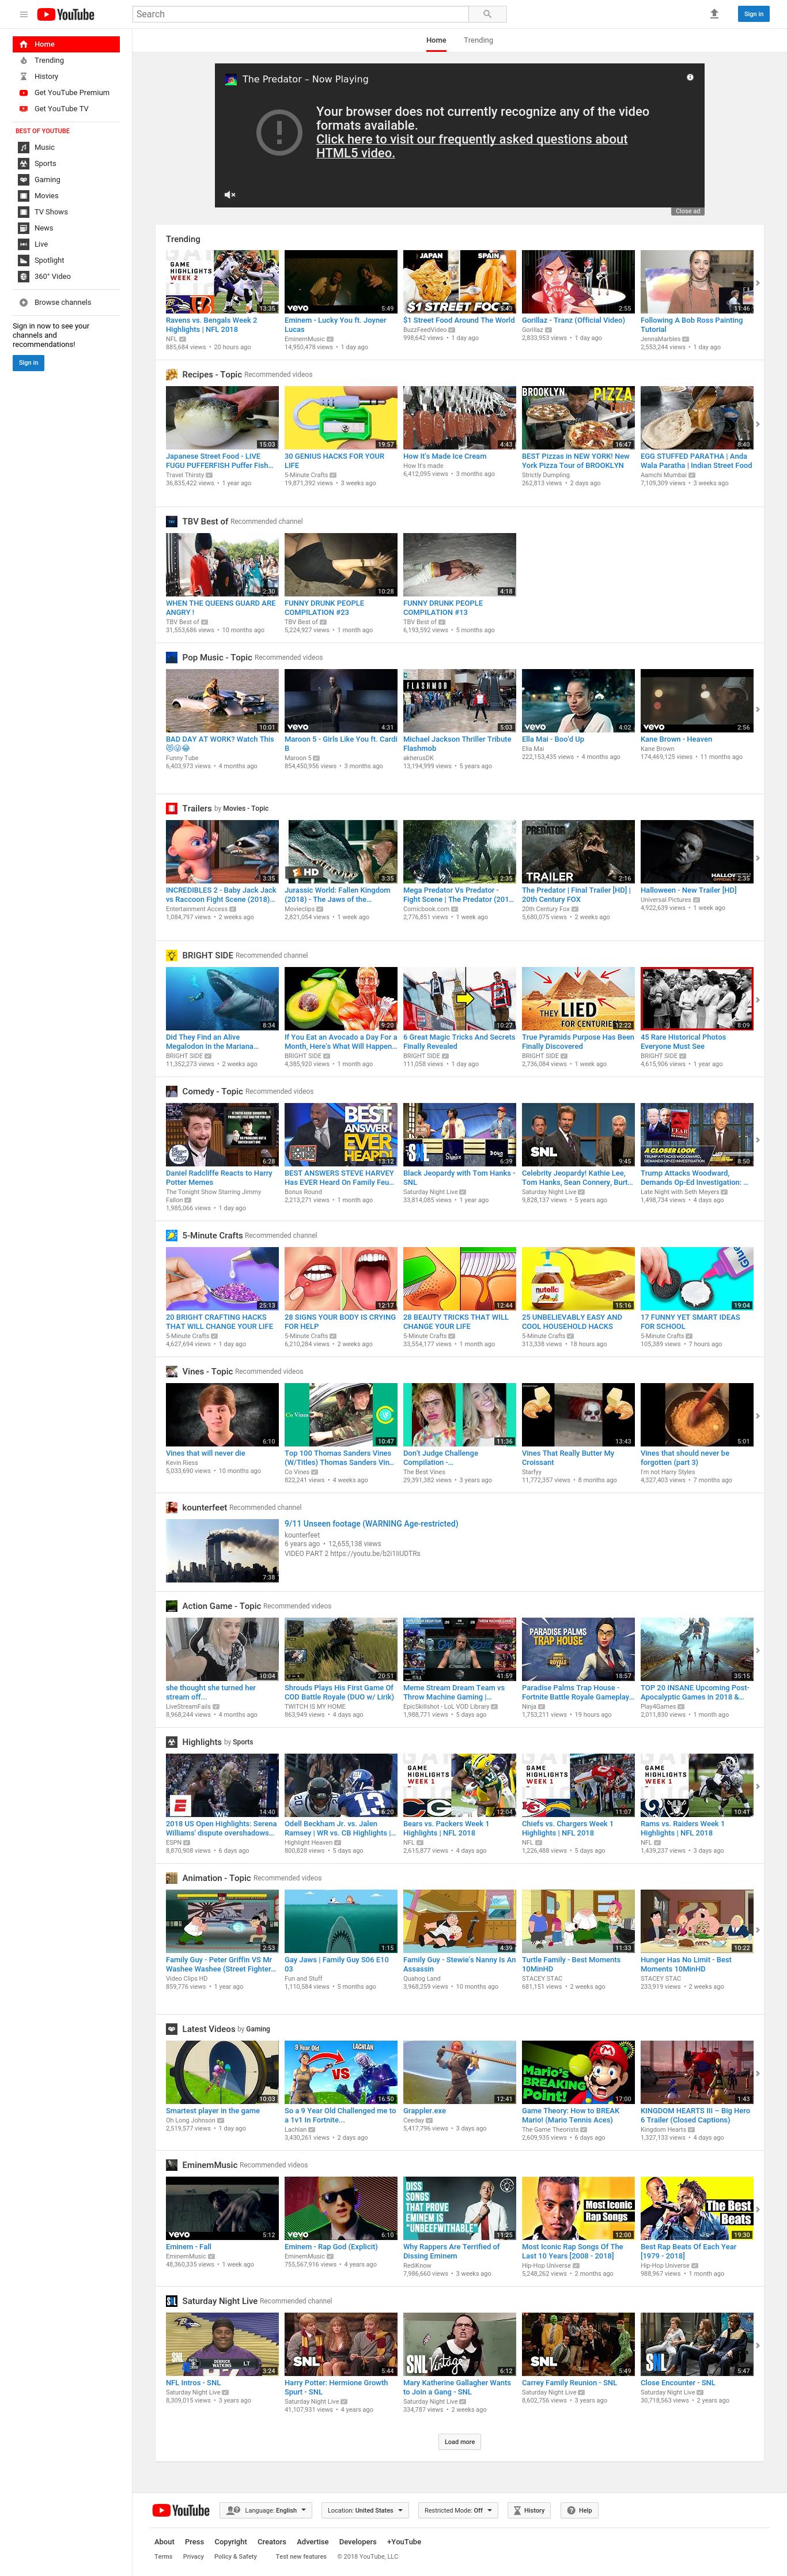 YouTube
Search
Sign in
Home
Trending
History
Get YouTube Premium
Get YouTube TV
BEST OF YOUTUBE
Music
Sports
Gaming
Movies
TV Shows
News
Live
Spotlight
360° Video
Browse channels
Sign in now to see your
channels and
recommendations!
Sign in
Home Trending
The Predator – Now Playing
Your browser does not currently recognize any of the video
formats available.
Click here to visit our frequently asked questions about
HTML5 video.
Close ad
Trending
Ravens vs. Bengals Week 2
Highlights | NFL 2018
NFL
885,684 views • 20 hours ago
Eminem - Lucky You ft. Joyner
Lucas
EminemMusic
14,950,478 views • 1 day ago
$1 Street Food Around The World
BuzzFeedVideo
998,642 views • 1 day ago
Gorillaz - Tranz (Official Video)
Gorillaz
2,833,953 views • 1 day ago
Following A Bob Ross Painting
Tutorial
JennaMarbles
2,553,244 views • 1 day ago
Recipes - Topic Recommended videos
Japanese Street Food - LIVE
FUGU PUFFERFISH Puffer Fish...
Travel Thirsty
36,835,422 views • 1 year ago
30 GENIUS HACKS FOR YOUR
LIFE
5-Minute Crafts
19,871,392 views • 3 weeks ago
How It's Made Ice Cream
How It's made
6,412,095 views • 3 months ago
BEST Pizzas in NEW YORK! New
York Pizza Tour of BROOKLYN
Strictly Dumpling
262,813 views • 2 days ago
EGG STUFFED PARATHA | Anda
Wala Paratha | Indian Street Food
Aamchi Mumbai
7,109,309 views • 3 weeks ago
TBV Best of Recommended channel
WHEN THE QUEENS GUARD ARE
ANGRY !
TBV Best of
31,553,686 views • 10 months ago
FUNNY DRUNK PEOPLE
COMPILATION #23
TBV Best of
5,224,927 views • 1 month ago
FUNNY DRUNK PEOPLE
COMPILATION #13
TBV Best of
6,193,592 views • 5 months ago
Pop Music - Topic Recommended videos
BAD DAY AT WORK? Watch This
Funny Tube
6,403,973 views • 4 months ago
Maroon 5 - Girls Like You ft. Cardi
B
Maroon 5
854,450,956 views • 3 months ago
Michael Jackson Thriller Tribute
Flashmob
akherusDK
13,194,999 views • 5 years ago
Ella Mai - Boo'd Up
Ella Mai
222,153,435 views • 4 months ago
Kane Brown - Heaven
Kane Brown
174,469,125 views • 11 months ago
Trailers by Movies - Topic
INCREDIBLES 2 - Baby Jack Jack
vs Raccoon Fight Scene (2018)...
Entertainment Access
1,084,797 views • 2 weeks ago
Jurassic World: Fallen Kingdom
(2018) - The Jaws of the...
Movieclips
2,821,054 views • 1 week ago
Mega Predator Vs Predator -
Fight Scene | The Predator (201...
Comicbook.com
2,776,851 views • 1 week ago
The Predator | Final Trailer [HD] |
20th Century FOX
20th Century Fox
5,680,075 views • 2 weeks ago
Halloween - New Trailer [HD]
Universal Pictures
4,922,639 views • 1 week ago
BRIGHT SIDE Recommended channel
Did They Find an Alive
Megalodon in the Mariana...
BRIGHT SIDE
11,352,273 views • 2 weeks ago
If You Eat an Avocado a Day For a
Month, Here's What Will Happen...
BRIGHT SIDE
4,385,920 views • 1 month ago
6 Great Magic Tricks And Secrets
Finally Revealed
BRIGHT SIDE
111,058 views • 1 day ago
True Pyramids Purpose Has Been
Finally Discovered
BRIGHT SIDE
2,736,084 views • 1 week ago
45 Rare Historical Photos
Everyone Must See
BRIGHT SIDE
4,615,906 views • 1 year ago
Comedy - Topic Recommended videos
Daniel Radcliffe Reacts to Harry
Potter Memes
The Tonight Show Starring Jimmy
Fallon
1,985,066 views • 1 day ago
BEST ANSWERS STEVE HARVEY
Has EVER Heard On Family Feu...
Bonus Round
2,213,271 views • 1 month ago
Black Jeopardy with Tom Hanks -
SNL
Saturday Night Live
33,814,085 views • 1 year ago
Celebrity Jeopardy! Kathie Lee,
Tom Hanks, Sean Connery, Burt...
Saturday Night Live
9,828,137 views • 5 years ago
Trump Attacks Woodward,
Demands Op-Ed Investigation: ...
Late Night with Seth Meyers
1,498,734 views • 4 days ago
5-Minute Crafts Recommended channel
20 BRIGHT CRAFTING HACKS
THAT WILL CHANGE YOUR LIFE
5-Minute Crafts
4,627,694 views • 1 day ago
28 SIGNS YOUR BODY IS CRYING
FOR HELP
5-Minute Crafts
6,210,284 views • 2 weeks ago
28 BEAUTY TRICKS THAT WILL
CHANGE YOUR LIFE
5-Minute Crafts
33,554,177 views • 1 month ago
25 UNBELIEVABLY EASY AND
COOL HOUSEHOLD HACKS
5-Minute Crafts
313,338 views • 18 hours ago
17 FUNNY YET SMART IDEAS
FOR SCHOOL
5-Minute Crafts
105,389 views • 7 hours ago
Vines - Topic Recommended videos
Vines that will never die
Kevin Riess
5,033,690 views • 10 months ago
Top 100 Thomas Sanders Vines
(W/Titles) Thomas Sanders Vin...
Co Vines
822,241 views • 4 weeks ago
Don't Judge Challenge
Compilation -...
The Best Vines
29,391,382 views • 3 years ago
Vines That Really Butter My
Croissant
Starfyy
11,772,357 views • 8 months ago
Vines that should never be
forgotten (part 3)
I'm not Harry Styles
4,327,403 views • 7 months ago
kounterfeet Recommended channel
9/11 Unseen footage (WARNING Age-restricted)
kounterfeet
6 years ago • 12,655,138 views
VIDEO PART 2 https://youtu.be/b2i1IiUDTRs
Action Game - Topic Recommended videos
she thought she turned her
stream off...
LiveStreamFails
8,968,244 views • 4 months ago
Shrouds Plays His First Game Of
COD Battle Royale (DUO w/ Lirik)
TWITCH IS MY HOME
863,949 views • 4 days ago
Meme Stream Dream Team vs
Throw Machine Gaming |...
EpicSkillshot - LoL VOD Library
1,988,771 views • 5 days ago
Paradise Palms Trap House -
Fortnite Battle Royale Gameplay...
Ninja
1,753,211 views • 19 hours ago
TOP 20 INSANE Upcoming Post-
Apocalyptic Games in 2018 &...
Play4Games
2,011,830 views • 1 month ago
Highlights by Sports
2018 US Open Highlights: Serena
Williams' dispute overshadows...
ESPN
8,870,908 views • 6 days ago
Odell Beckham Jr. vs. Jalen
Ramsey | WR vs. CB Highlights |...
Highlight Heaven
800,828 views • 5 days ago
Bears vs. Packers Week 1
Highlights | NFL 2018
NFL
2,615,877 views • 4 days ago
Chiefs vs. Chargers Week 1
Highlights | NFL 2018
NFL
1,226,488 views • 5 days ago
Rams vs. Raiders Week 1
Highlights | NFL 2018
NFL
1,439,237 views • 3 days ago
Animation - Topic Recommended videos
Family Guy - Peter Griffin VS Mr
Washee Washee (Street Fighter...
Video Clips HD
859,776 views • 1 year ago
Gay Jaws | Family Guy S06 E10
03
Fun and Stuff
1,110,584 views • 5 months ago
Family Guy - Stewie's Nanny Is An
Assassin
Quahog Land
3,968,259 views • 10 months ago
Turtle Family - Best Moments
10MinHD
STACEY STAC
681,151 views • 2 weeks ago
Hunger Has No Limit - Best
Moments 10MinHD
STACEY STAC
233,919 views • 2 weeks ago
Latest Videos by Gaming
Smartest player in the game
Oh Long Johnson
2,519,577 views • 1 day ago
So a 9 Year Old Challenged me to
a 1v1 In Fortnite...
Lachlan
3,430,261 views • 2 days ago
Grappler.exe
Ceeday
5,417,796 views • 3 days ago
Game Theory: How to BREAK
Mario! (Mario Tennis Aces)
The Game Theorists
2,609,935 views • 6 days ago
KINGDOM HEARTS III – Big Hero
6 Trailer (Closed Captions)
Kingdom Hearts
1,327,133 views • 4 days ago
EminemMusic Recommended videos
Eminem - Fall
EminemMusic
48,360,335 views • 1 week ago
Eminem - Rap God (Explicit)
EminemMusic
755,567,916 views • 4 years ago
Why Rappers Are Terrified of
Dissing Eminem
RediKnow
7,986,660 views • 3 weeks ago
Most Iconic Rap Songs Of The
Last 10 Years [2008 - 2018]
Hip-Hop Universe
5,248,262 views • 2 months ago
Best Rap Beats Of Each Year
[1979 - 2018]
Hip-Hop Universe
988,967 views • 1 month ago
Saturday Night Live Recommended channel
NFL Intros - SNL
Saturday Night Live
8,309,015 views • 3 years ago
Harry Potter: Hermione Growth
Spurt - SNL
Saturday Night Live
41,107,931 views • 4 years ago
Mary Katherine Gallagher Wants
to Join a Gang - SNL
Saturday Night Live
334,787 views • 2 weeks ago
Carrey Family Reunion - SNL
Saturday Night Live
8,602,756 views • 3 years ago
Close Encounter - SNL
Saturday Night Live
30,718,563 views • 2 years ago
Load more
YouTube
Language: English
Location: United States
Restricted Mode: Off
History
Help
About Press Copyright Creators Advertise Developers +YouTube
Terms Privacy Policy & Safety Test new features © 2018 YouTube, LLC